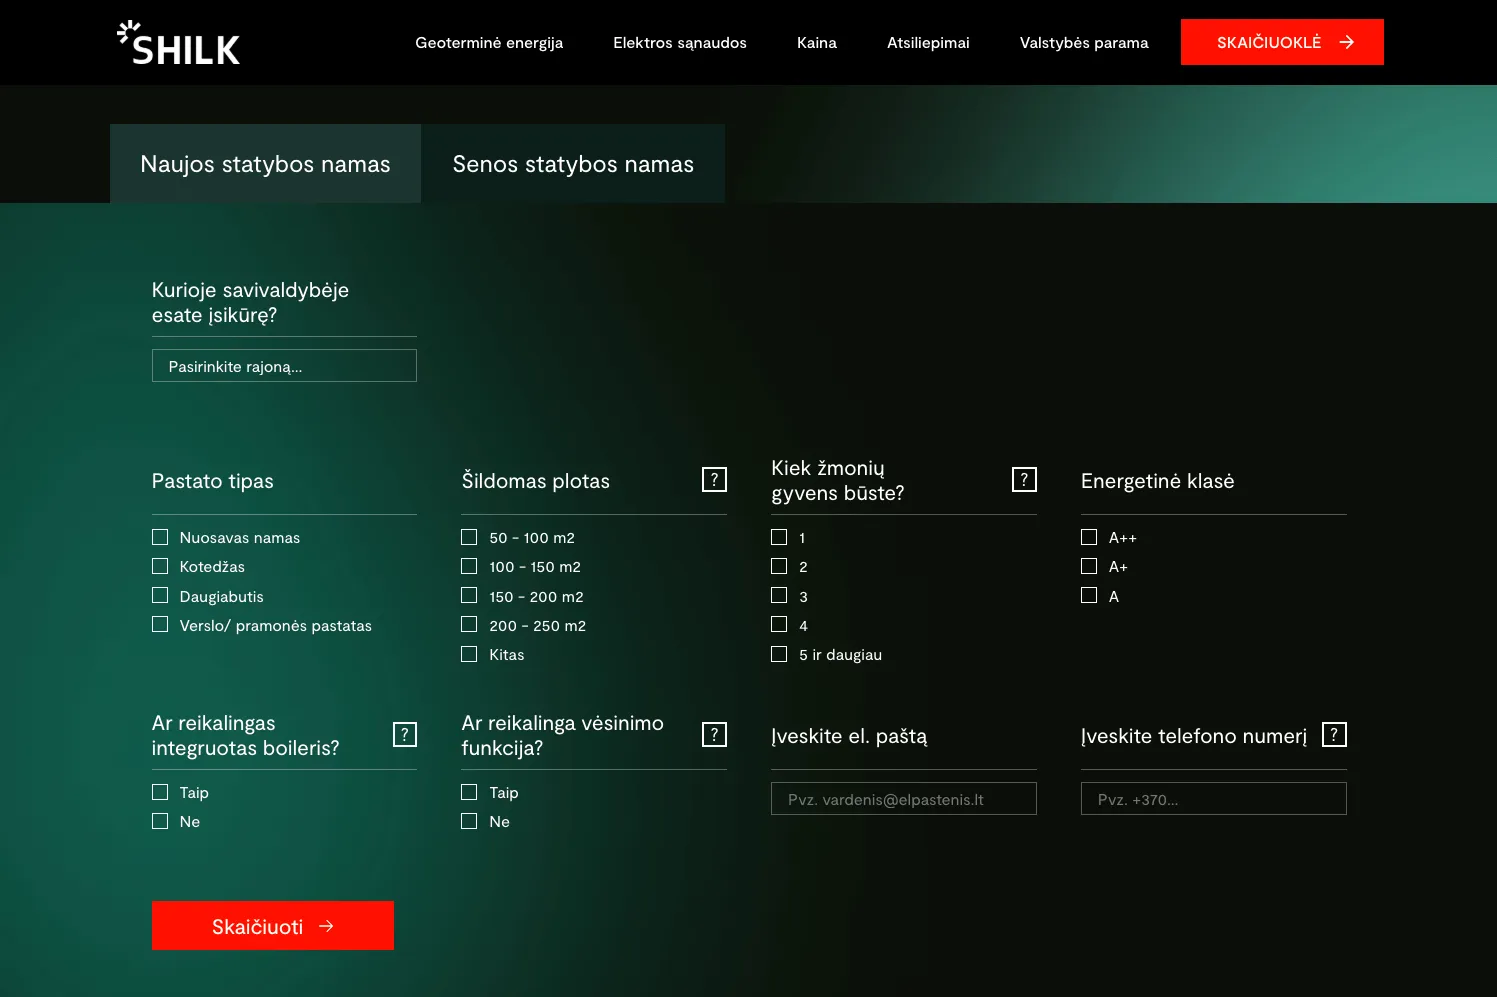 SHILK
Geoterminė energija
Elektros sąnaudos
Kaina
Atsiliepimai
Valstybės parama
SKAIČIUOKLĖ
Naujos statybos namas
Senos statybos namas
Kurioje savivaldybėje
esate įsikūrę?
Pasirinkite rajoną...
Pastato tipas
Nuosavas namas
Kotedžas
Daugiabutis
Verslo/ pramonės pastatas
Šildomas plotas
?
50 - 100 m2
100 - 150 m2
150 - 200 m2
200 - 250 m2
Kitas
Kiek žmonių
gyvens būste?
?
1
2
3
4
5 ir daugiau
Energetinė klasė
A++
A+
A
Ar reikalingas
integruotas boileris?
?
Taip
Ne
Ar reikalinga vėsinimo
funkcija?
?
Taip
Ne
Įveskite el. paštą
Pvz. vardenis@elpastenis.lt
Įveskite telefono numerį
?
Pvz. +370...
Skaičiuoti